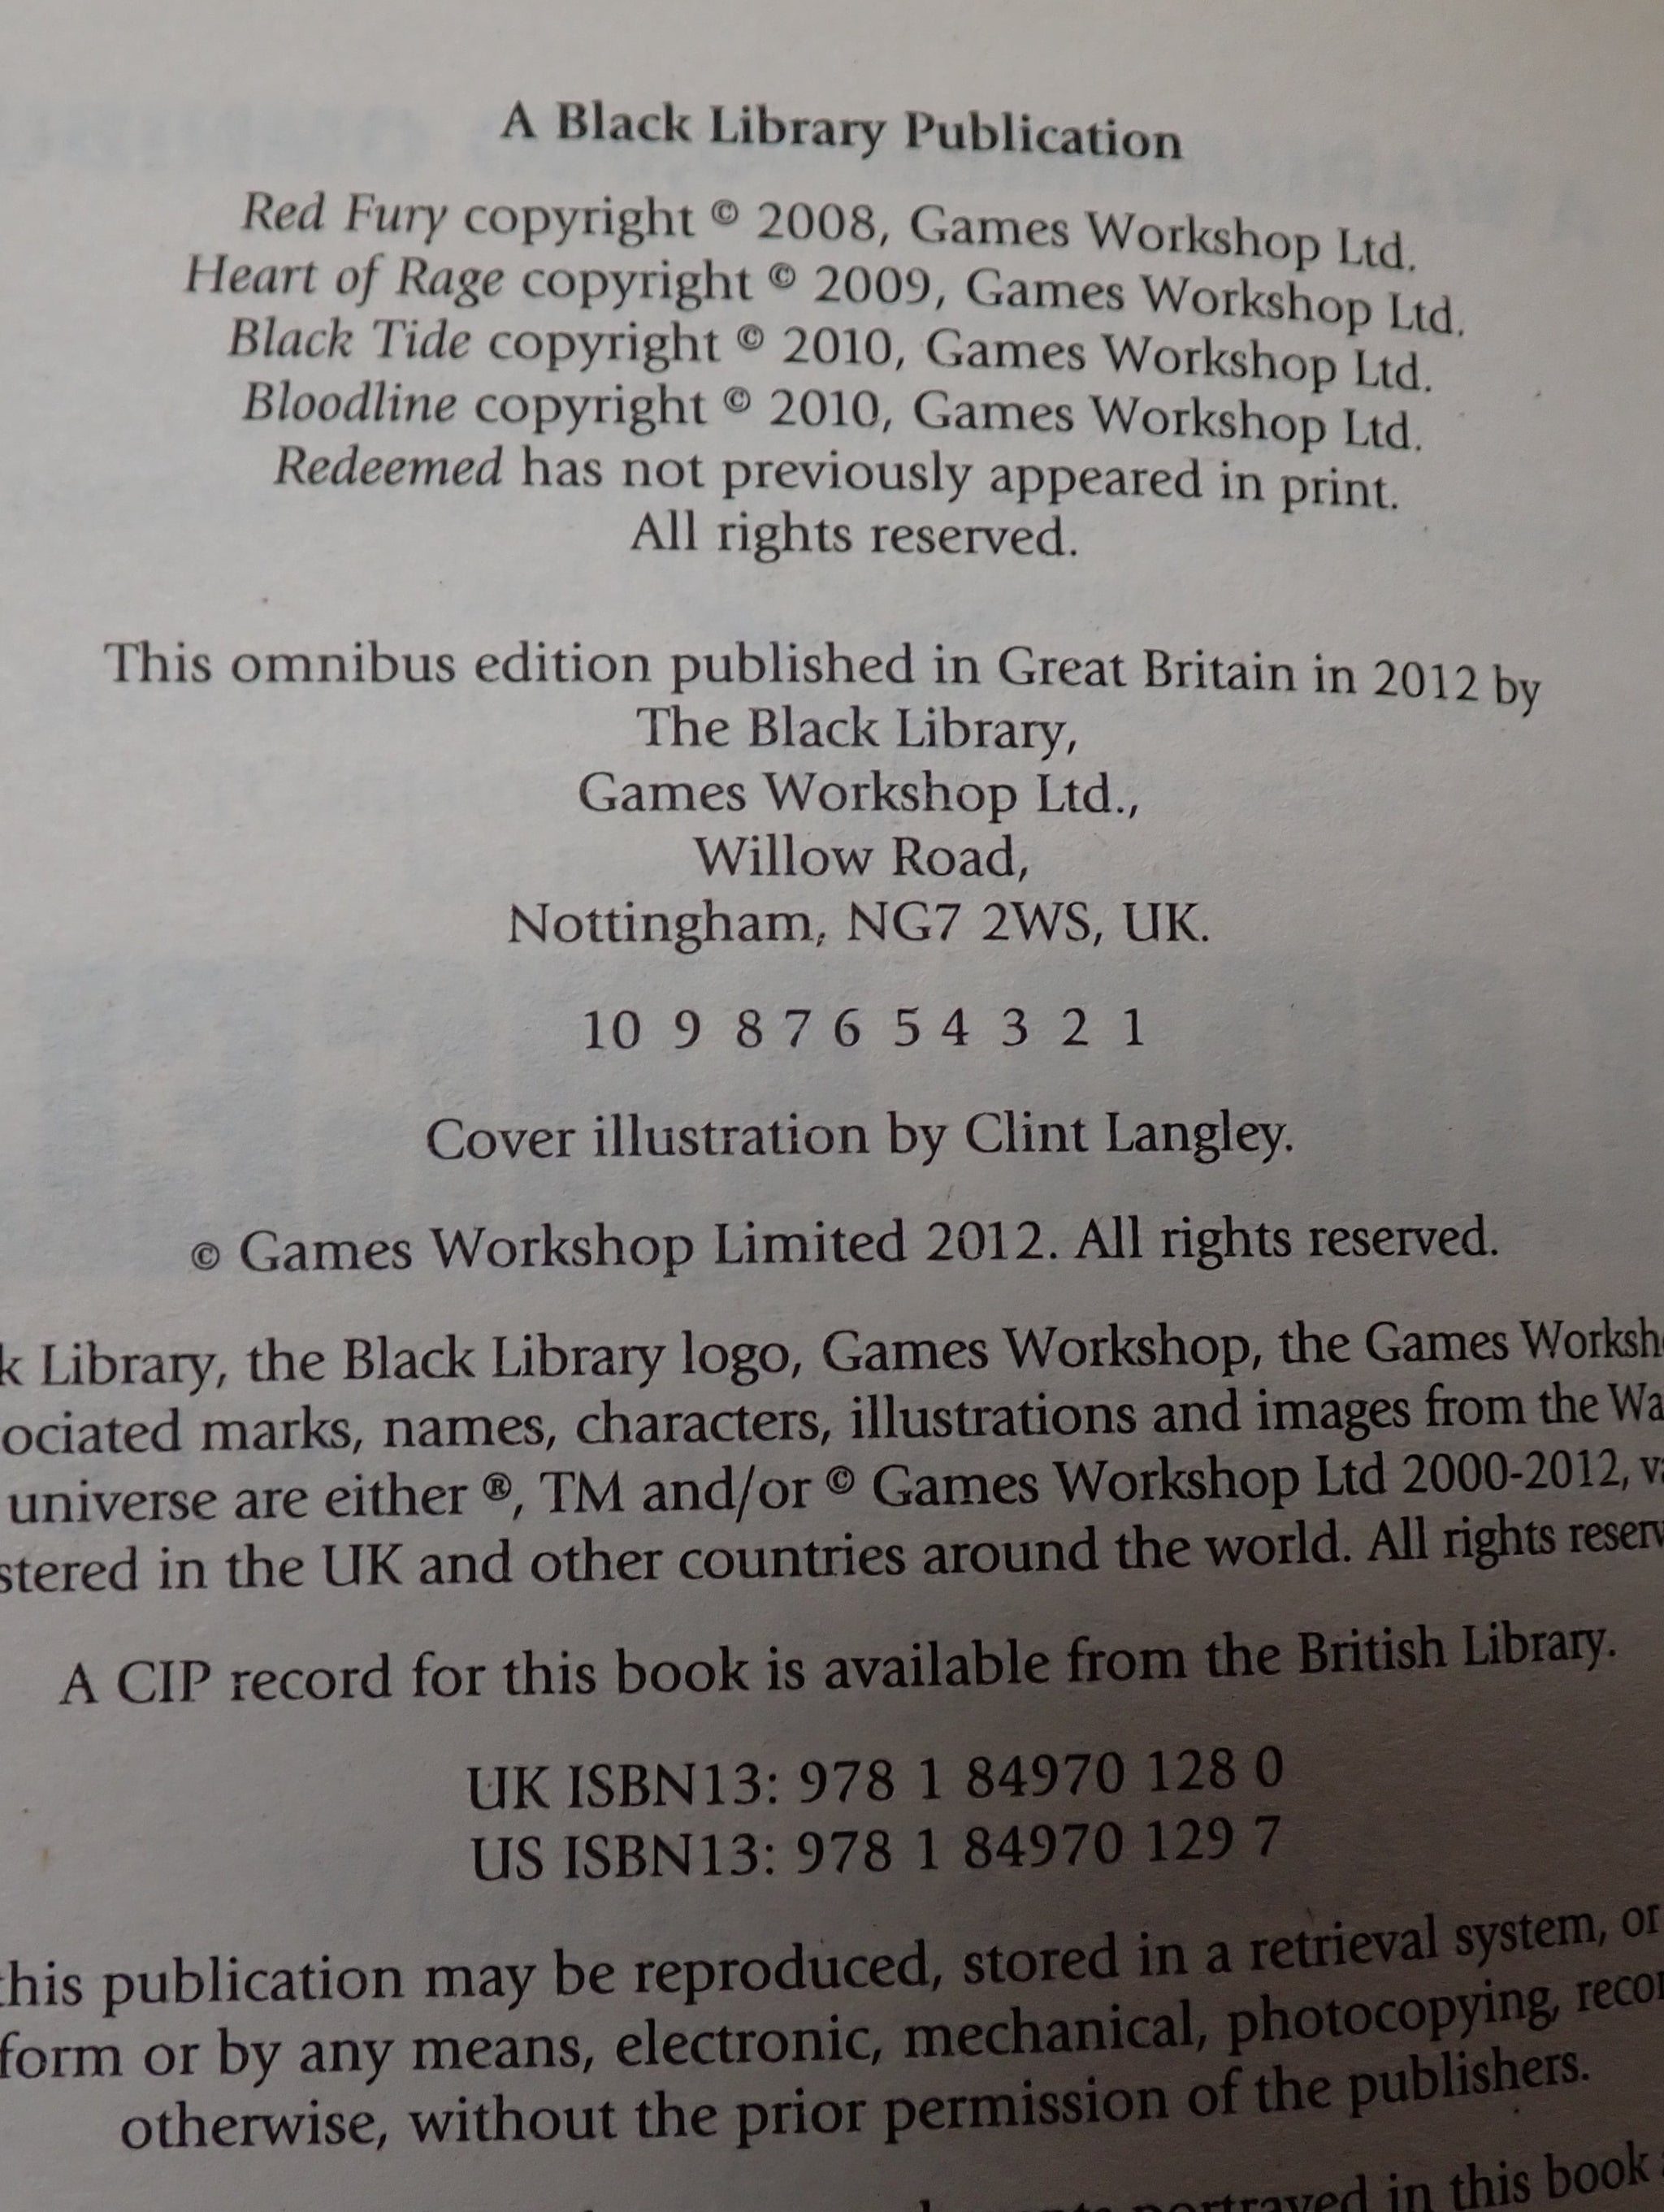 A Black Library Publication
Red Fury copyright © 2008, Games Workshop Ltd.
Heart of Rage copyright © 2009, Games Workshop Ltd.
Black Tide copyright © 2010, Games Workshop Ltd.
Bloodline copyright © 2010, Games Workshop Ltd.
Redeemed has not previously appeared in print.
All rights reserved.
This omnibus edition published in Great Britain in 2012 by
The Black Library,
Games Workshop Ltd.,
Willow Road,
Nottingham, NG7 2WS, UK.
10 9 8 7 6 5 4 3 2 1
Cover illustration by Clint Langley.
© Games Workshop Limited 2012. All rights reserved.
k Library, the Black Library logo, Games Workshop, the Games Worksh
ociated marks, names, characters, illustrations and images from the Wa
universe are either ®, TM and/or © Games Workshop Ltd 2000-2012, va
stered in the UK and other countries around the world. All rights reserv
A CIP record for this book is available from the British Library.
UK ISBN13: 978 1 84970 128 0
US ISBN13: 978 1 84970 129 7
this publication may be reproduced, stored in a retrieval system, or
form or by any means, electronic, mechanical, photocopying, recor
otherwise, without the prior permission of the publishers.
portrayed in this book